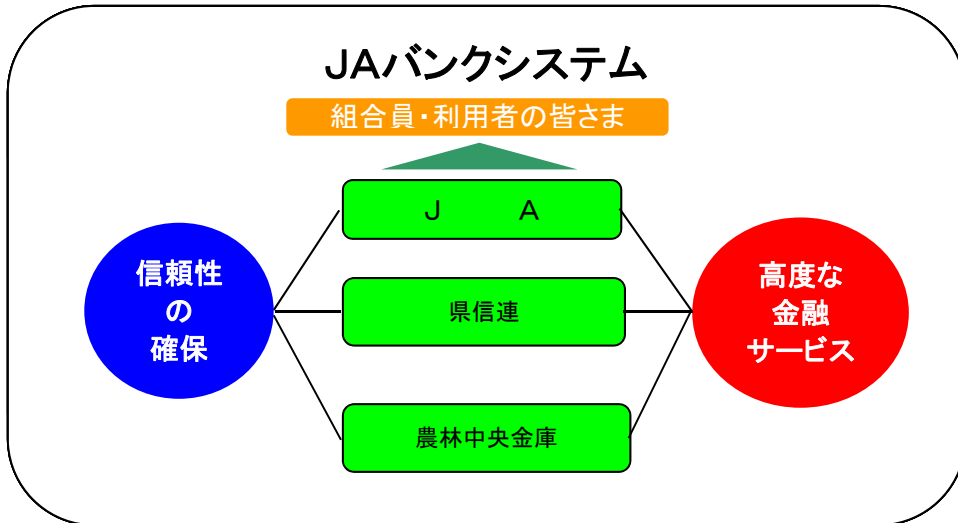 JAバンクシステム
組合員・利用者の皆さま
J A
信頼性
の
確保
県信連
高度な
金融
サービス
農林中央金庫